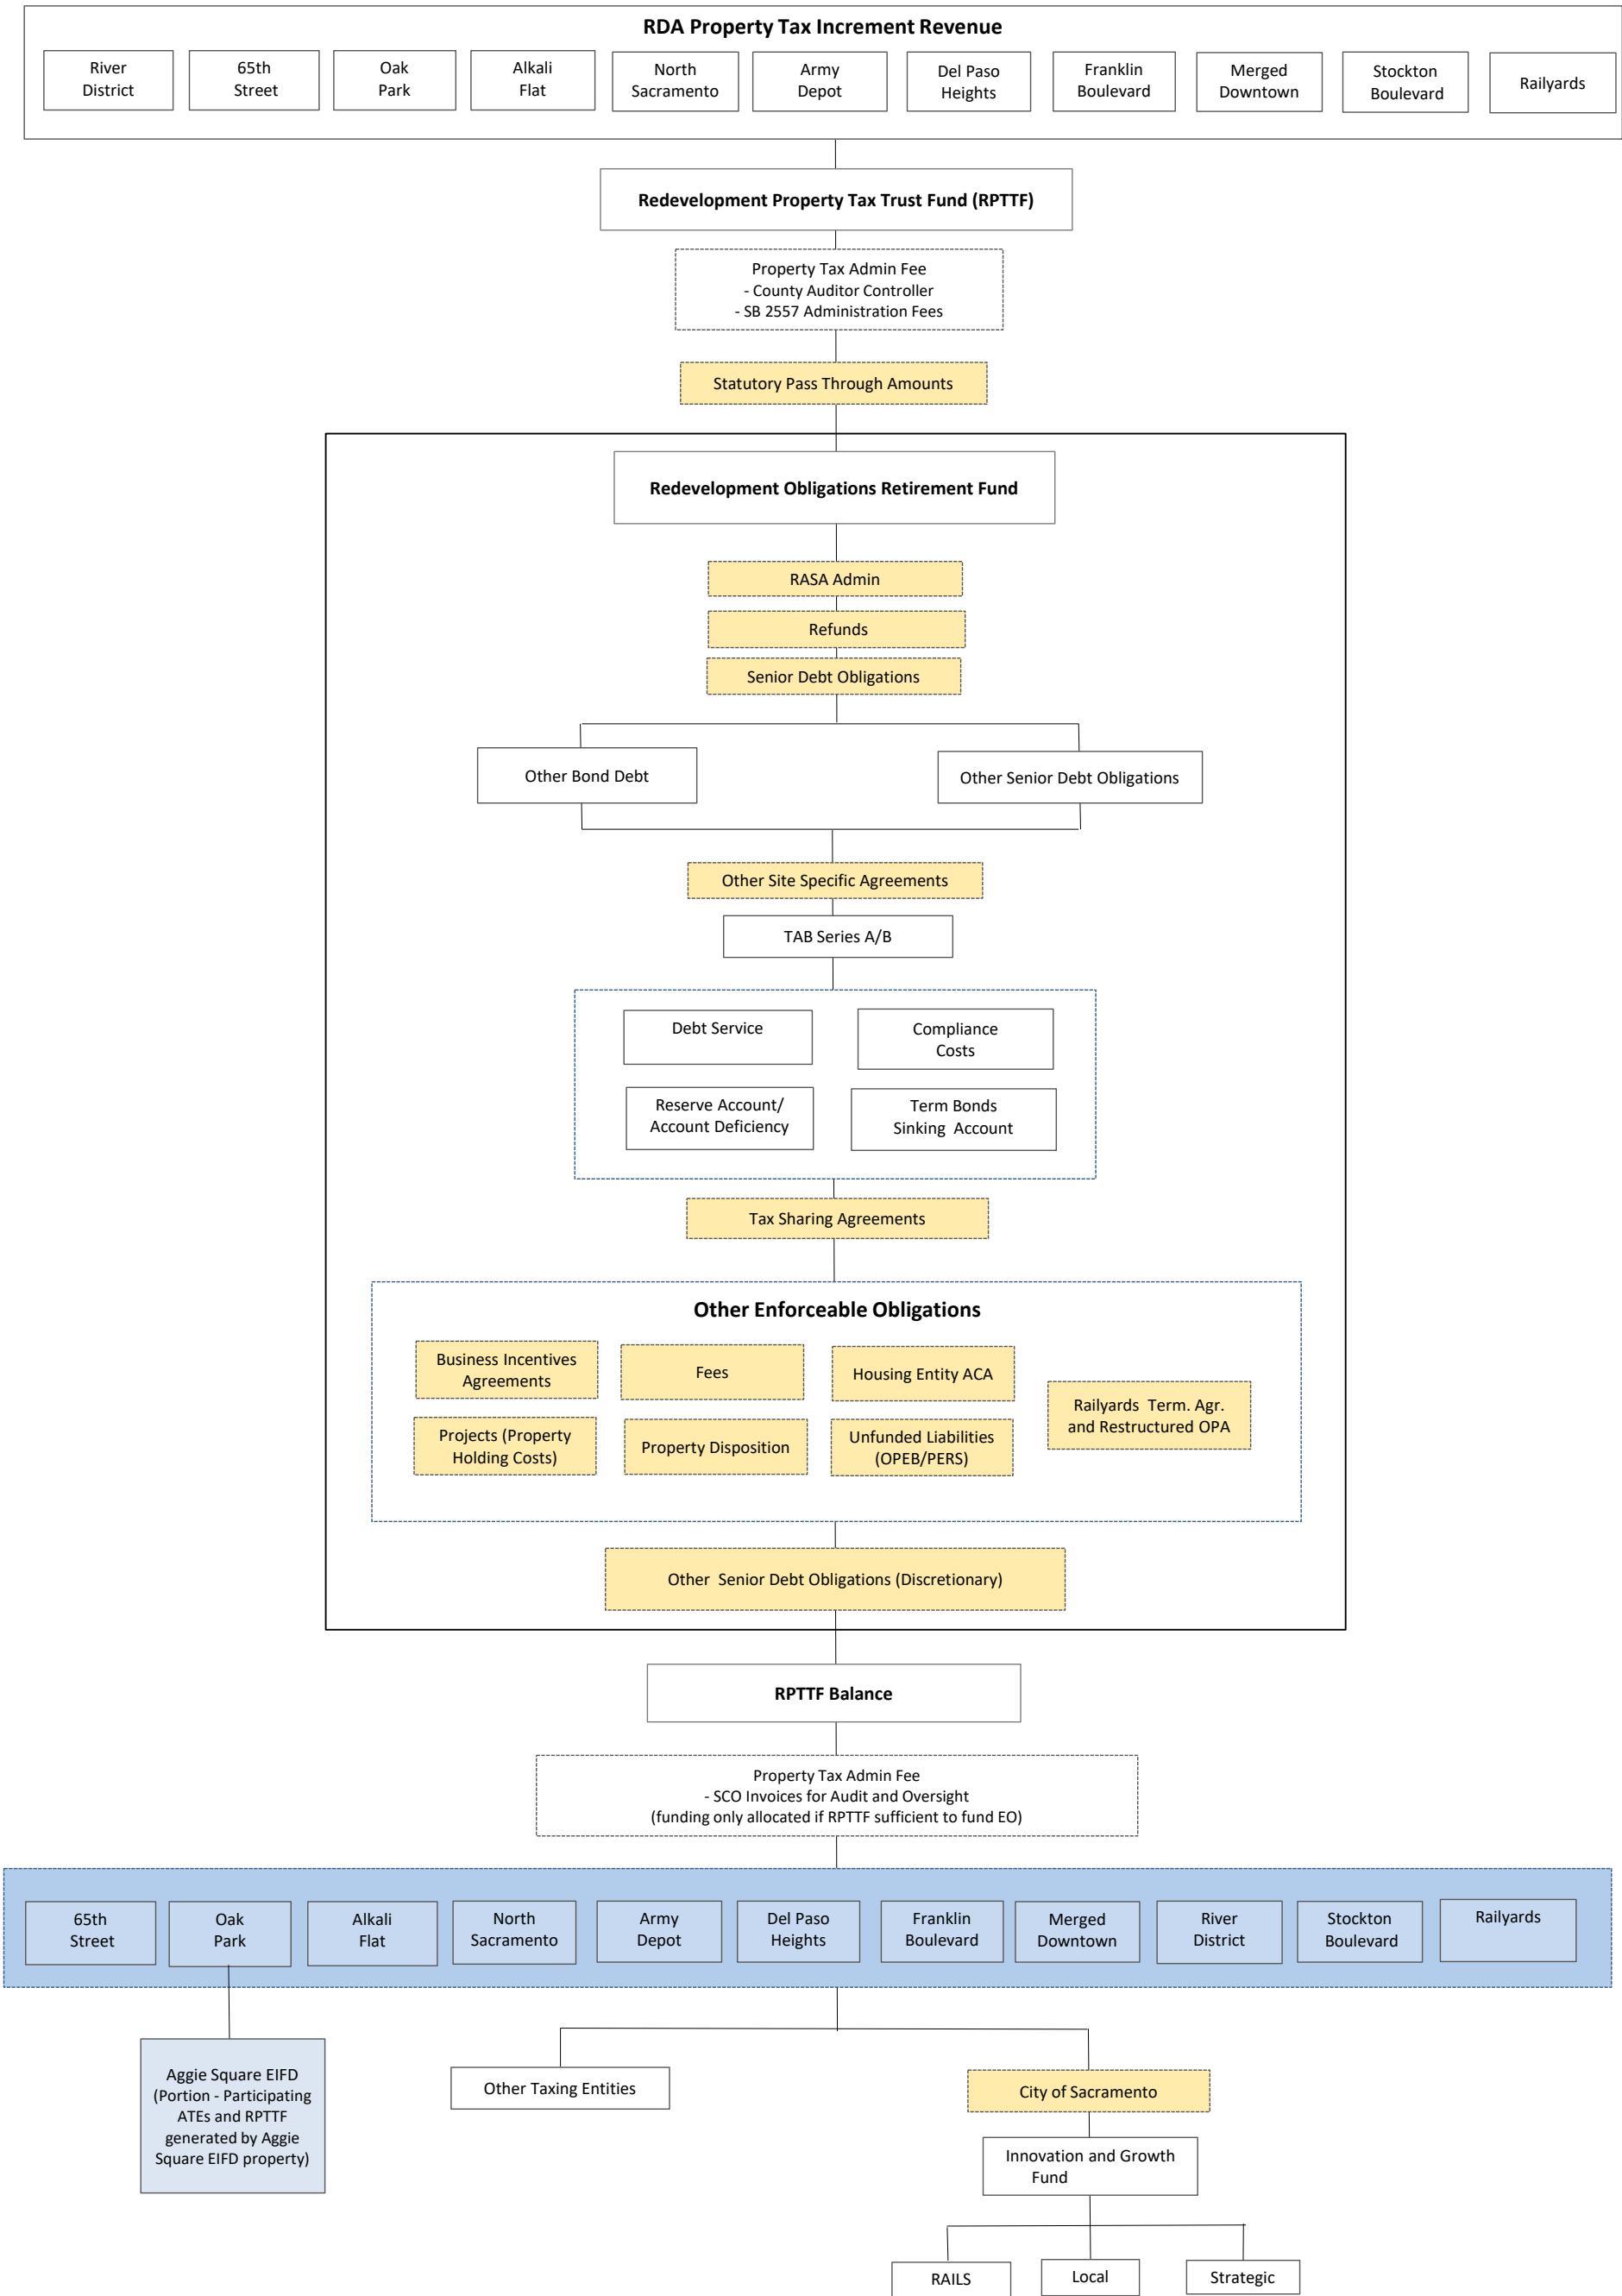 RDA Property Tax Increment Revenue
River
District
65th
Street
Oak
Park
Alkali
Flat
North
Sacramento
Army
Depot
Del Paso
Heights
Franklin
Boulevard
Merged
Downtown
Stockton
Boulevard
Railyards
Redevelopment Property Tax Trust Fund (RPTTF)
Property Tax Admin Fee
- County Auditor Controller
- SB 2557 Administration Fees
Statutory Pass Through Amounts
Redevelopment Obligations Retirement Fund
RASA Admin
Refunds
Senior Debt Obligations
Other Bond Debt
Other Senior Debt Obligations
Other Site Specific Agreements
TAB Series A/B
Debt Service
Compliance
Costs
Reserve Account/
Account Deficiency
Term Bonds
Sinking Account
Tax Sharing Agreements
Other Enforceable Obligations
Business Incentives
Agreements
Fees
Housing Entity ACA
Railyards Term. Agr.
and Restructured OPA
Projects (Property
Holding Costs)
Property Disposition
Unfunded Liabilities
(OPEB/PERS)
Other Senior Debt Obligations (Discretionary)
RPTTF Balance
Property Tax Admin Fee
- SCO Invoices for Audit and Oversight
(funding only allocated if RPTTF sufficient to fund EO)
65th
Street
Oak
Park
Alkali
Flat
North
Sacramento
Army
Depot
Del Paso
Heights
Franklin
Boulevard
Merged
Downtown
River
District
Stockton
Boulevard
Railyards
Aggie Square EIFD
(Portion - Participating
ATEs and RPTTF
generated by Aggie
Square EIFD property)
Other Taxing Entities
City of Sacramento
Innovation and Growth
Fund
RAILS
Local
Strategic